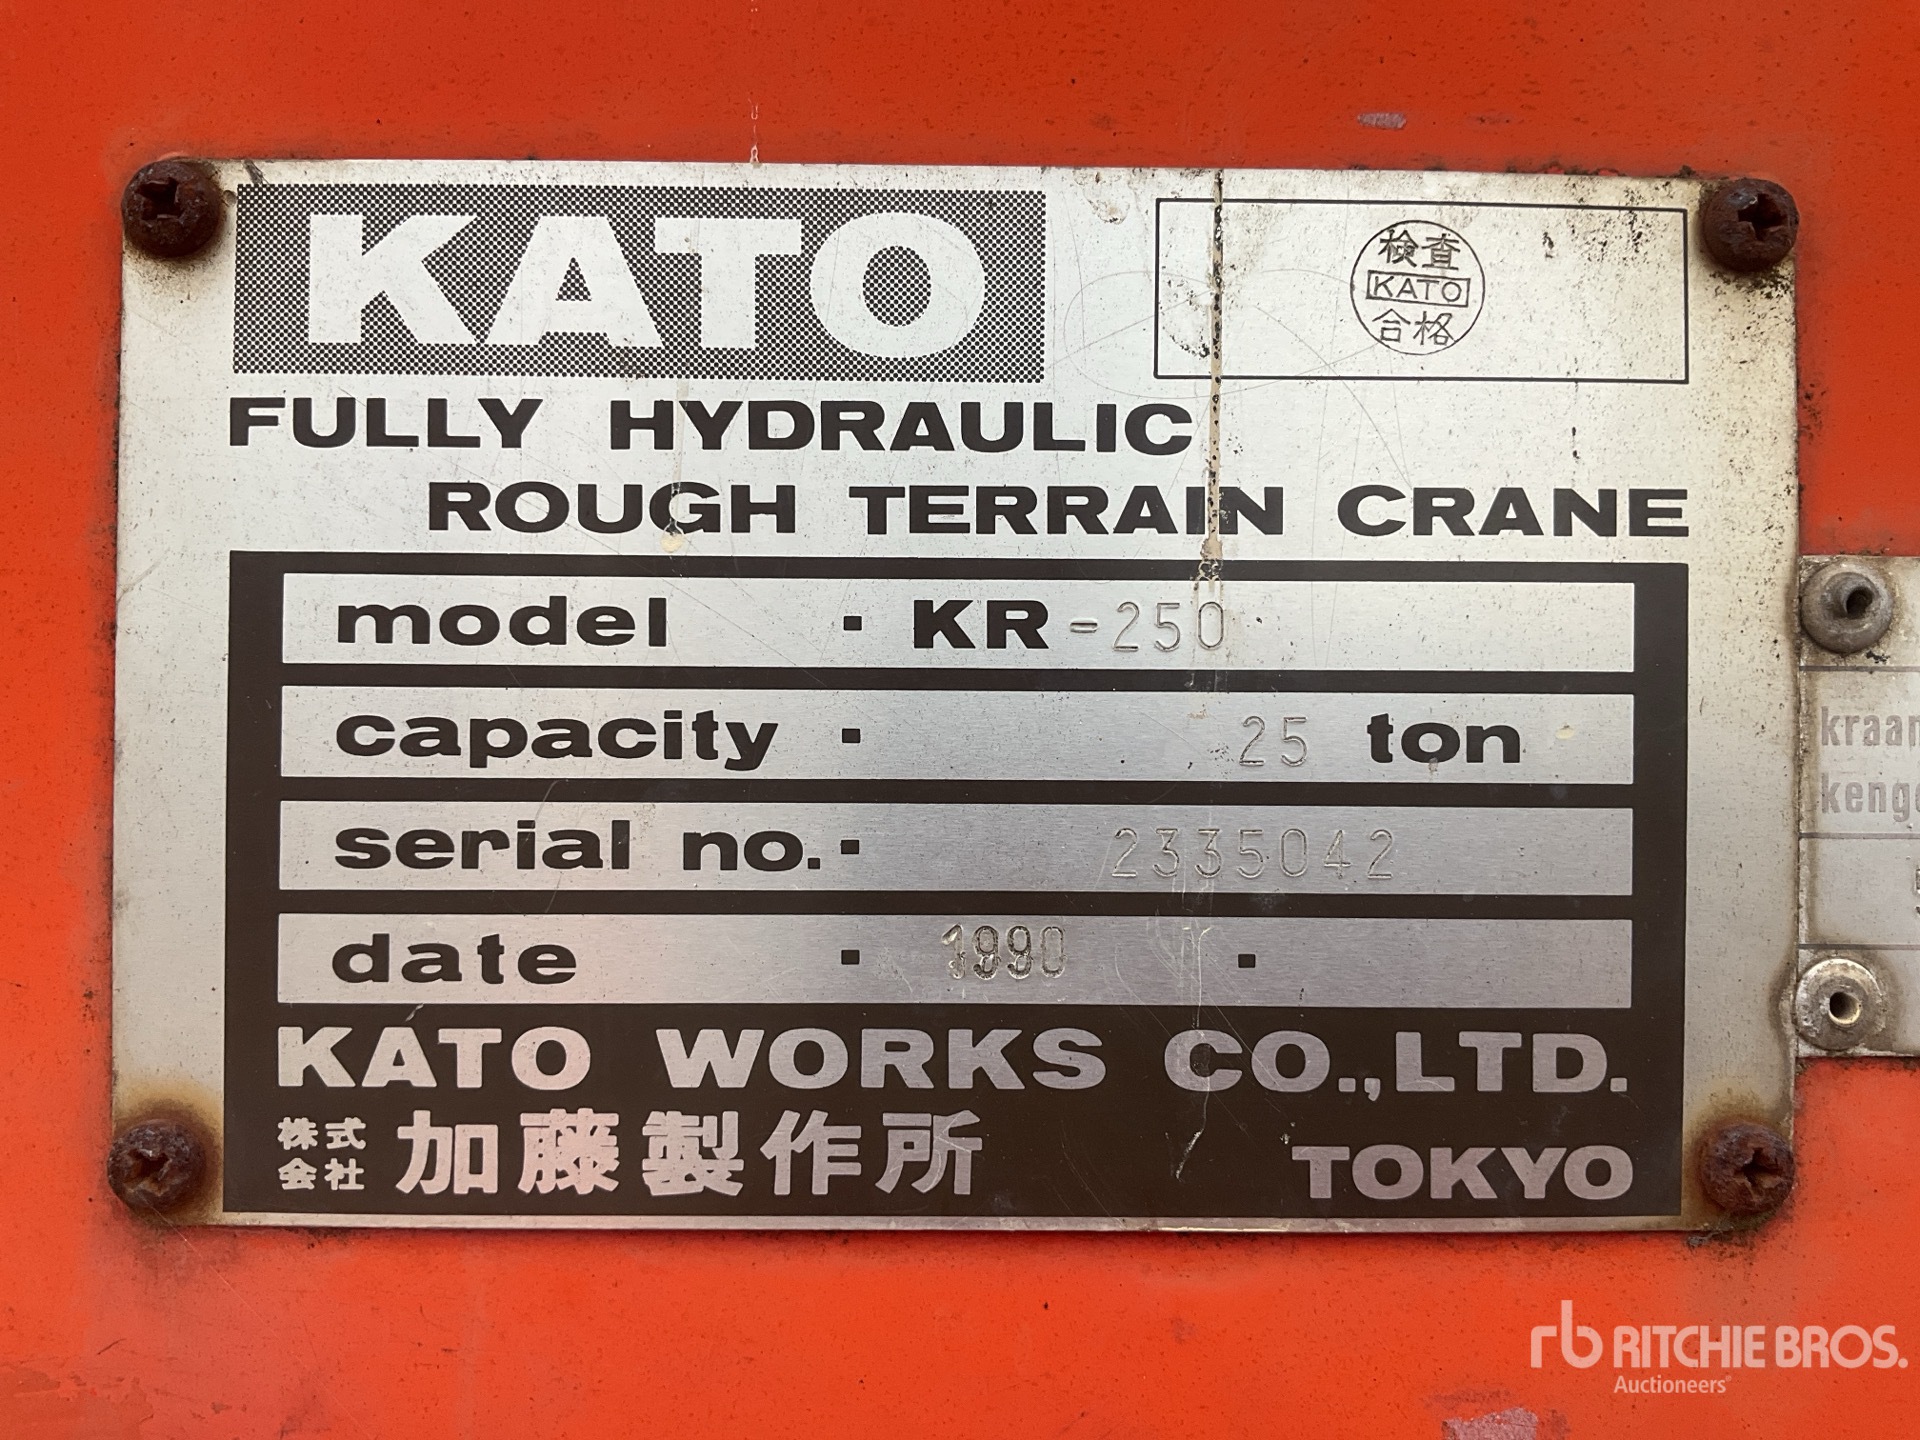 KATO
検査
KATO
合格
FULLY HYDRAULIC
ROUGH TERRAIN CRANE
model · KR-250
capacity · 25 ton
serial no. · 2335042
date · 1990 ·
KATO WORKS CO.,LTD.
株式会社 加藤製作所 TOKYO
rb RITCHIE BROS.
Auctioneers